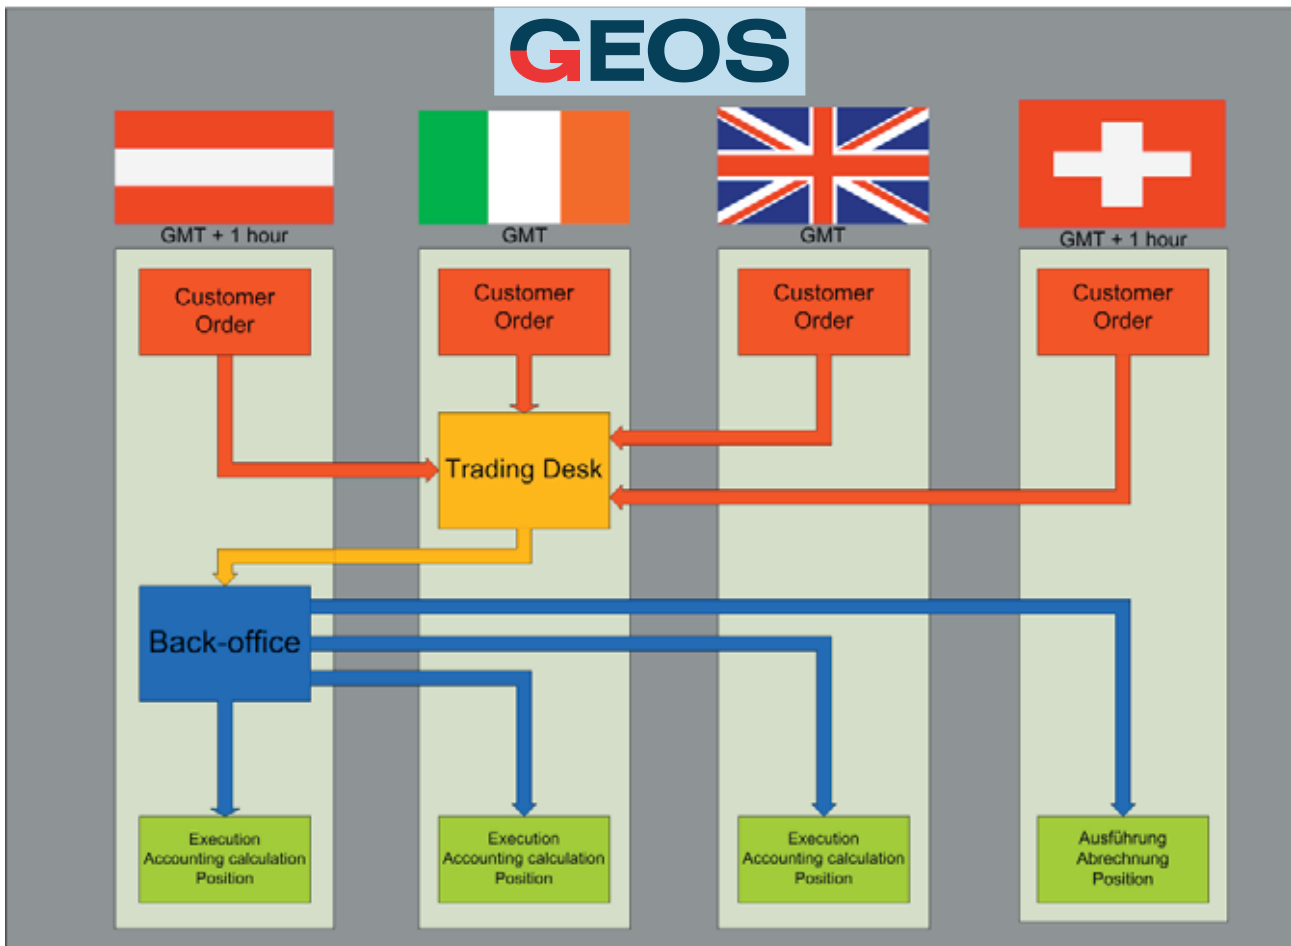 GEOS
GMT + 1 hour
GMT
GMT
GMT + 1 hour
Customer
Order
Customer
Order
Customer
Order
Customer
Order
Trading Desk
Back-office
Execution
Accounting calculation
Position
Execution
Accounting calculation
Position
Execution
Accounting calculation
Position
Ausführung
Abrechnung
Position